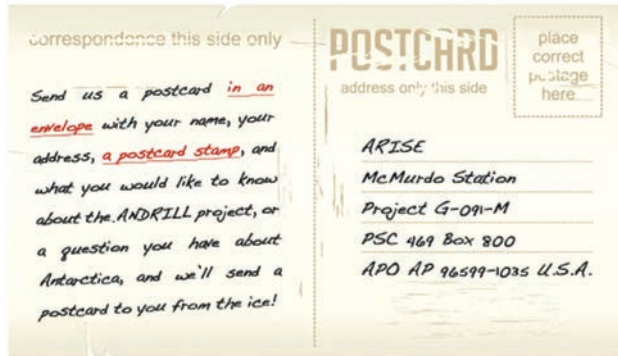 correspondence this side only
Send us a postcard in an
envelope with your name, your
address, a postcard stamp, and
what you would like to know
about the ANDRILL project, or
a question you have about
Antarctica, and we'll send a
postcard to you from the ice!
POSTCARD
address only this side
place
correct
postage
here
ARISE
McMurdo Station
Project G-091-M
PSC 469 Box 800
APO AP 96599-1035 U.S.A.